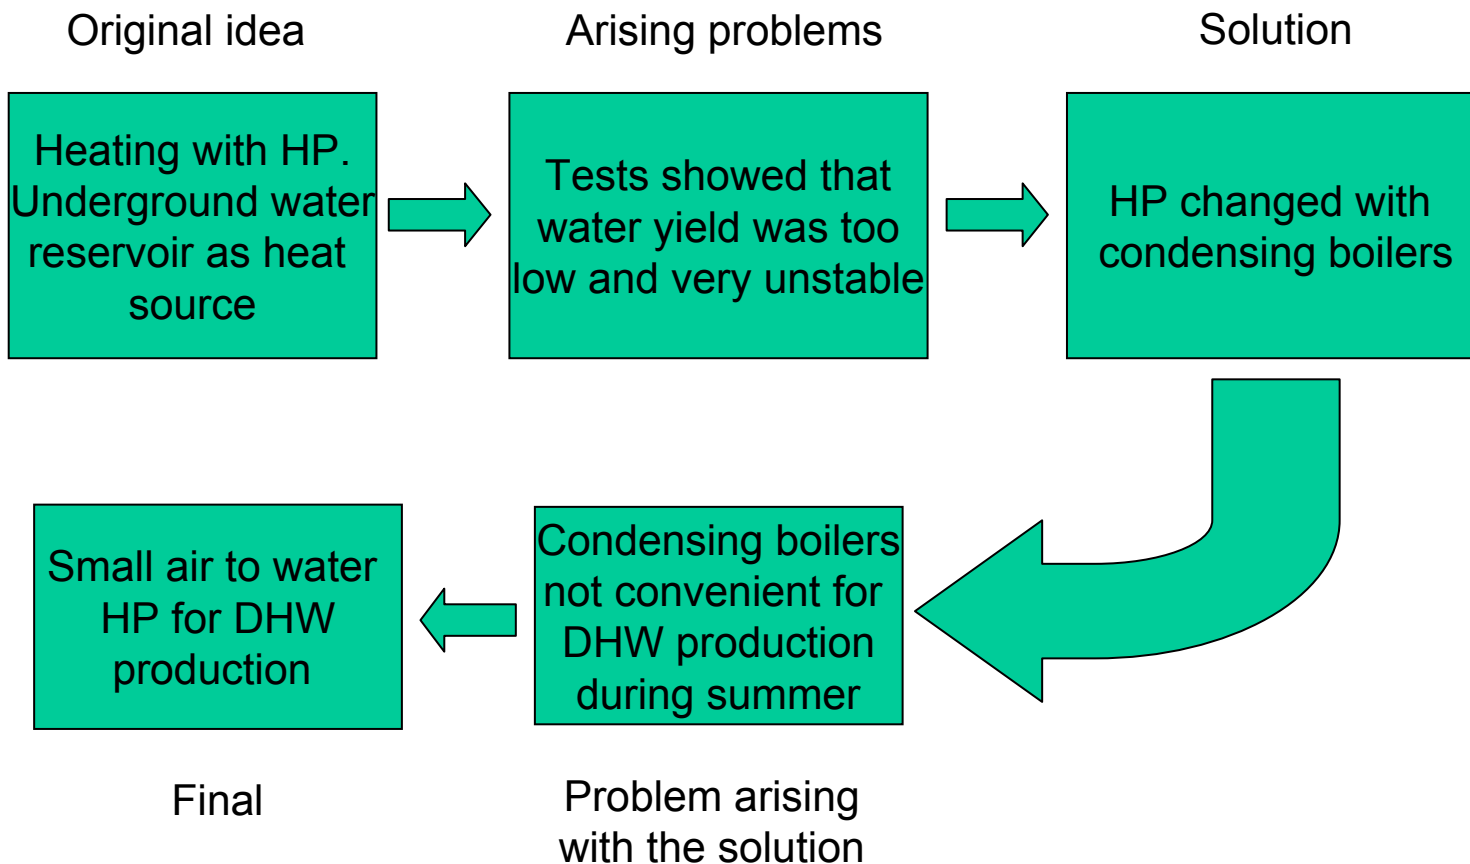 Original idea
Arising problems
Solution
Heating with HP.
Underground water
reservoir as heat
source
Tests showed that
water yield was too
low and very unstable
HP changed with
condensing boilers
Small air to water
HP for DHW
production
Condensing boilers
not convenient for
DHW production
during summer
Final
Problem arising
with the solution